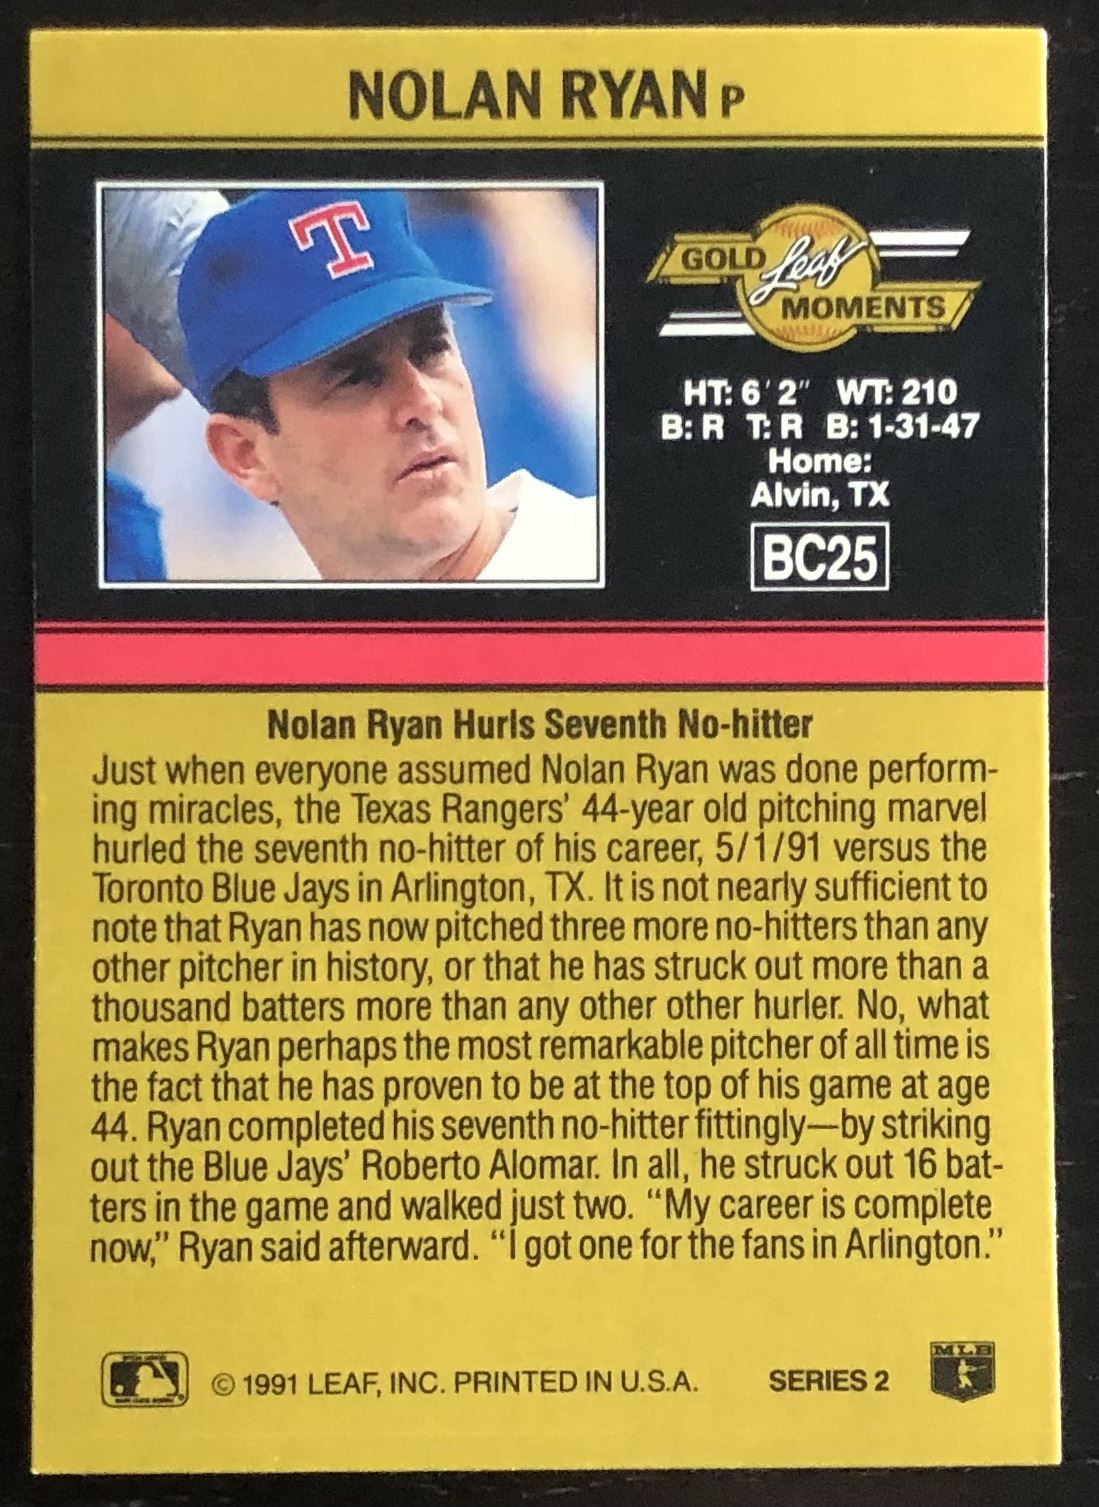 NOLAN RYAN P
T
GOLD Leaf
MOMENTS
HT: 6'2" WT: 210
B: R T: R B: 1-31-47
Home:
Alvin, TX
BC25
Nolan Ryan Hurls Seventh No-hitter
Just when everyone assumed Nolan Ryan was done perform-
ing miracles, the Texas Rangers' 44-year old pitching marvel
hurled the seventh no-hitter of his career, 5/1/91 versus the
Toronto Blue Jays in Arlington, TX. It is not nearly sufficient to
note that Ryan has now pitched three more no-hitters than any
other pitcher in history, or that he has struck out more than a
thousand batters more than any other other hurler. No, what
makes Ryan perhaps the most remarkable pitcher of all time is
the fact that he has proven to be at the top of his game at age
44. Ryan completed his seventh no-hitter fittingly—by striking
out the Blue Jays' Roberto Alomar. In all, he struck out 16 bat-
ters in the game and walked just two. “My career is complete
now,” Ryan said afterward. “I got one for the fans in Arlington.”
© 1991 LEAF, INC. PRINTED IN U.S.A. SERIES 2
MLB